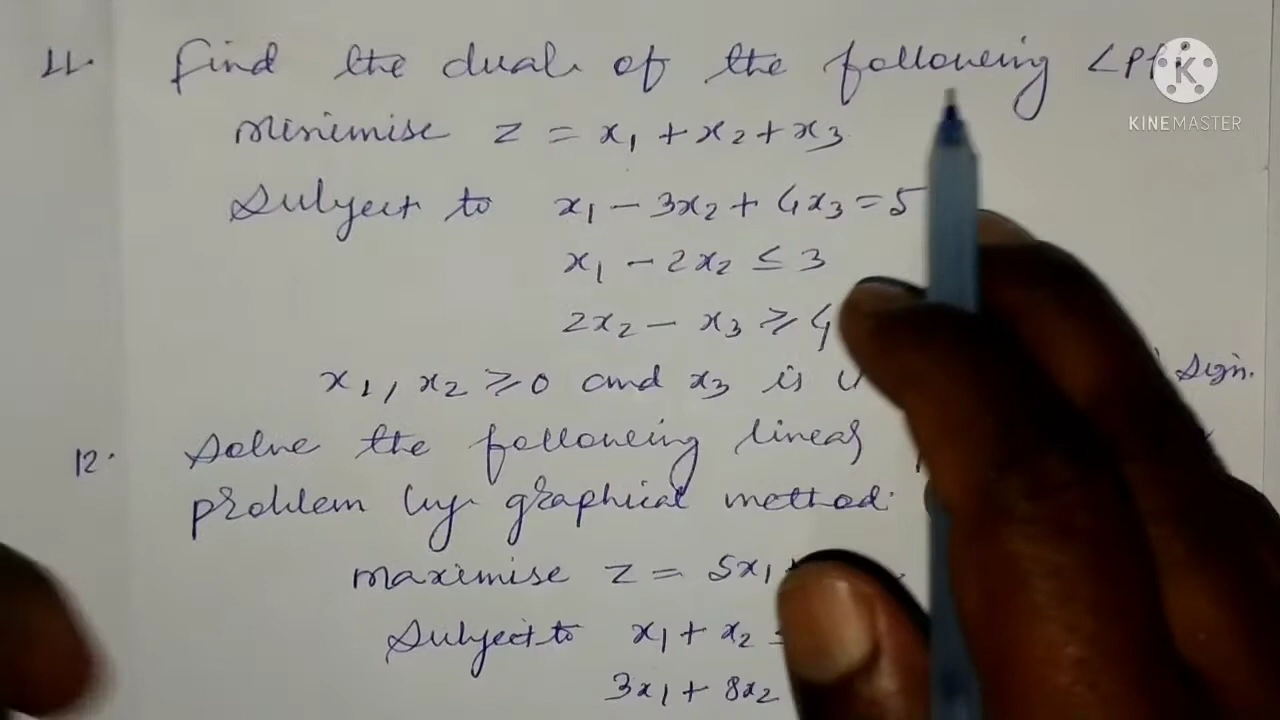 11. Find the dual of the following LPP
K
KINEMASTER
Minimise z = x₁ + x₂ + x₃
Subject to x₁ - 3x₂ + 4x₃ = 5
x₁ - 2x₂ ≤ 3
2x₂ - x₃ ≥ 4
x₁, x₂ ≥ 0 and x₃ is sign.
12. Solve the following linear
problem by graphical method.
Maximise z = 5x₁
Subject to x₁ + x₂ ≤
3x₁ + 8x₂